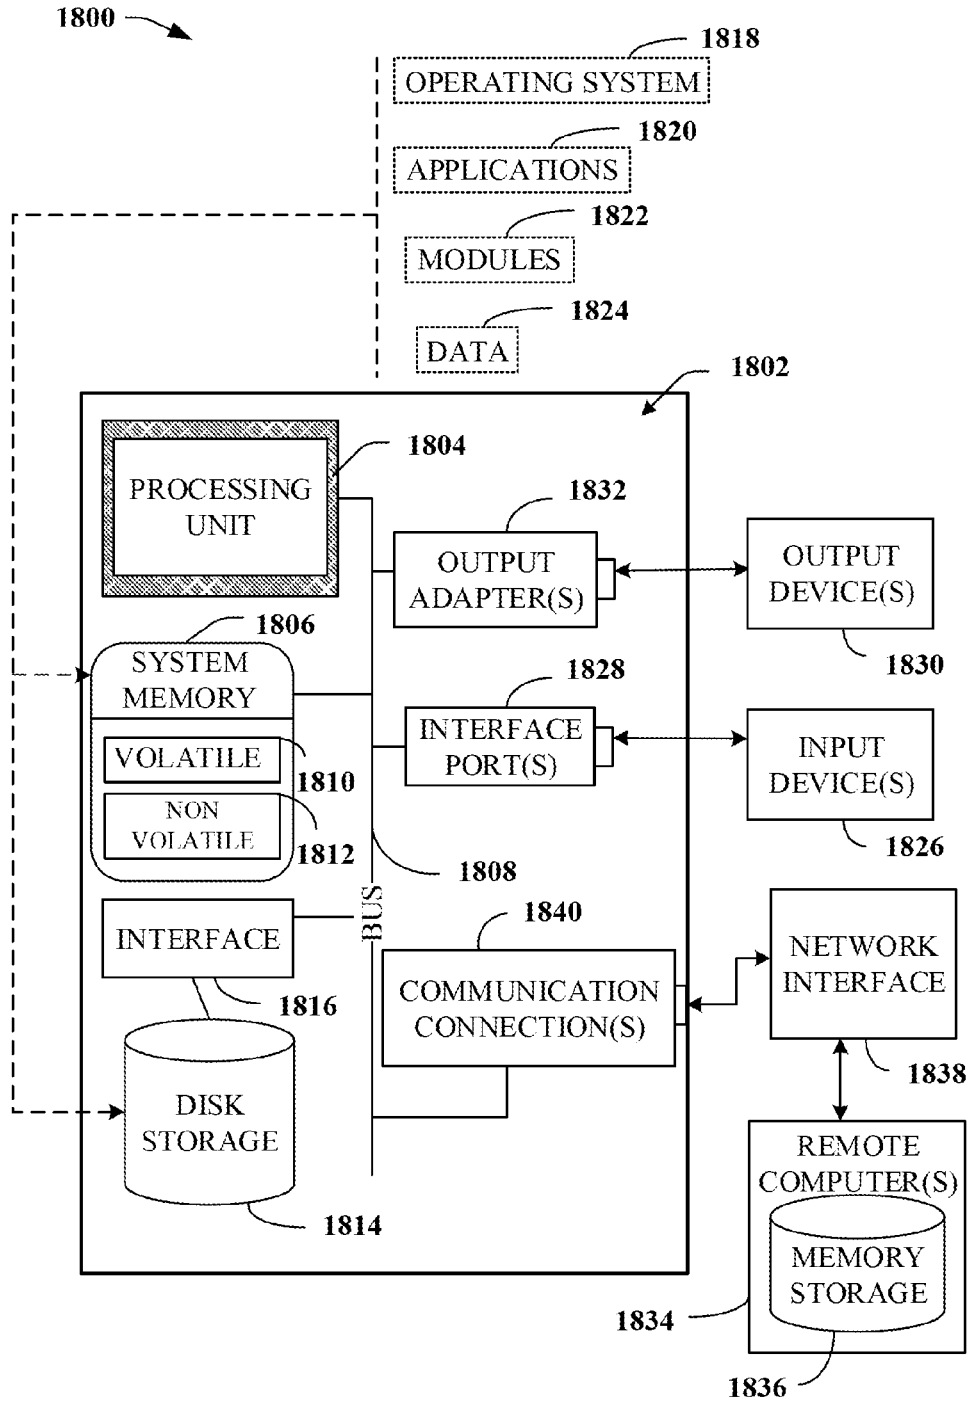 1800
1818
OPERATING SYSTEM
1820
APPLICATIONS
1822
MODULES
1824
DATA
1802
1804
PROCESSING
UNIT
1832
OUTPUT
ADAPTER(S)
OUTPUT
DEVICE(S)
1830
1806
SYSTEM
MEMORY
VOLATILE
1810
NON
VOLATILE
1812
1828
INTERFACE
PORT(S)
INPUT
DEVICE(S)
1826
1808
BUS
INTERFACE
1816
1840
COMMUNICATION
CONNECTION(S)
NETWORK
INTERFACE
1838
DISK
STORAGE
1814
REMOTE
COMPUTER(S)
MEMORY
STORAGE
1834
1836